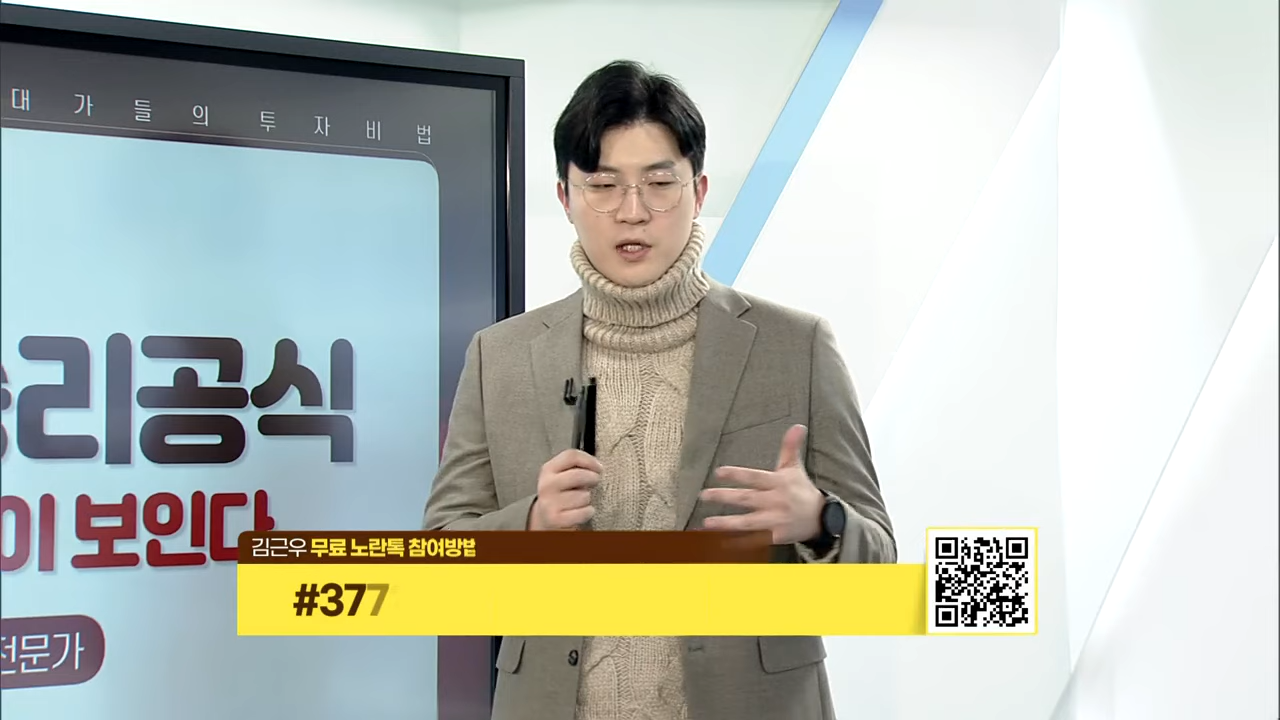 대가들의 투자비법
리공식
이 보인다
전문가
김근우 무료 노란톡 참여방법
#377